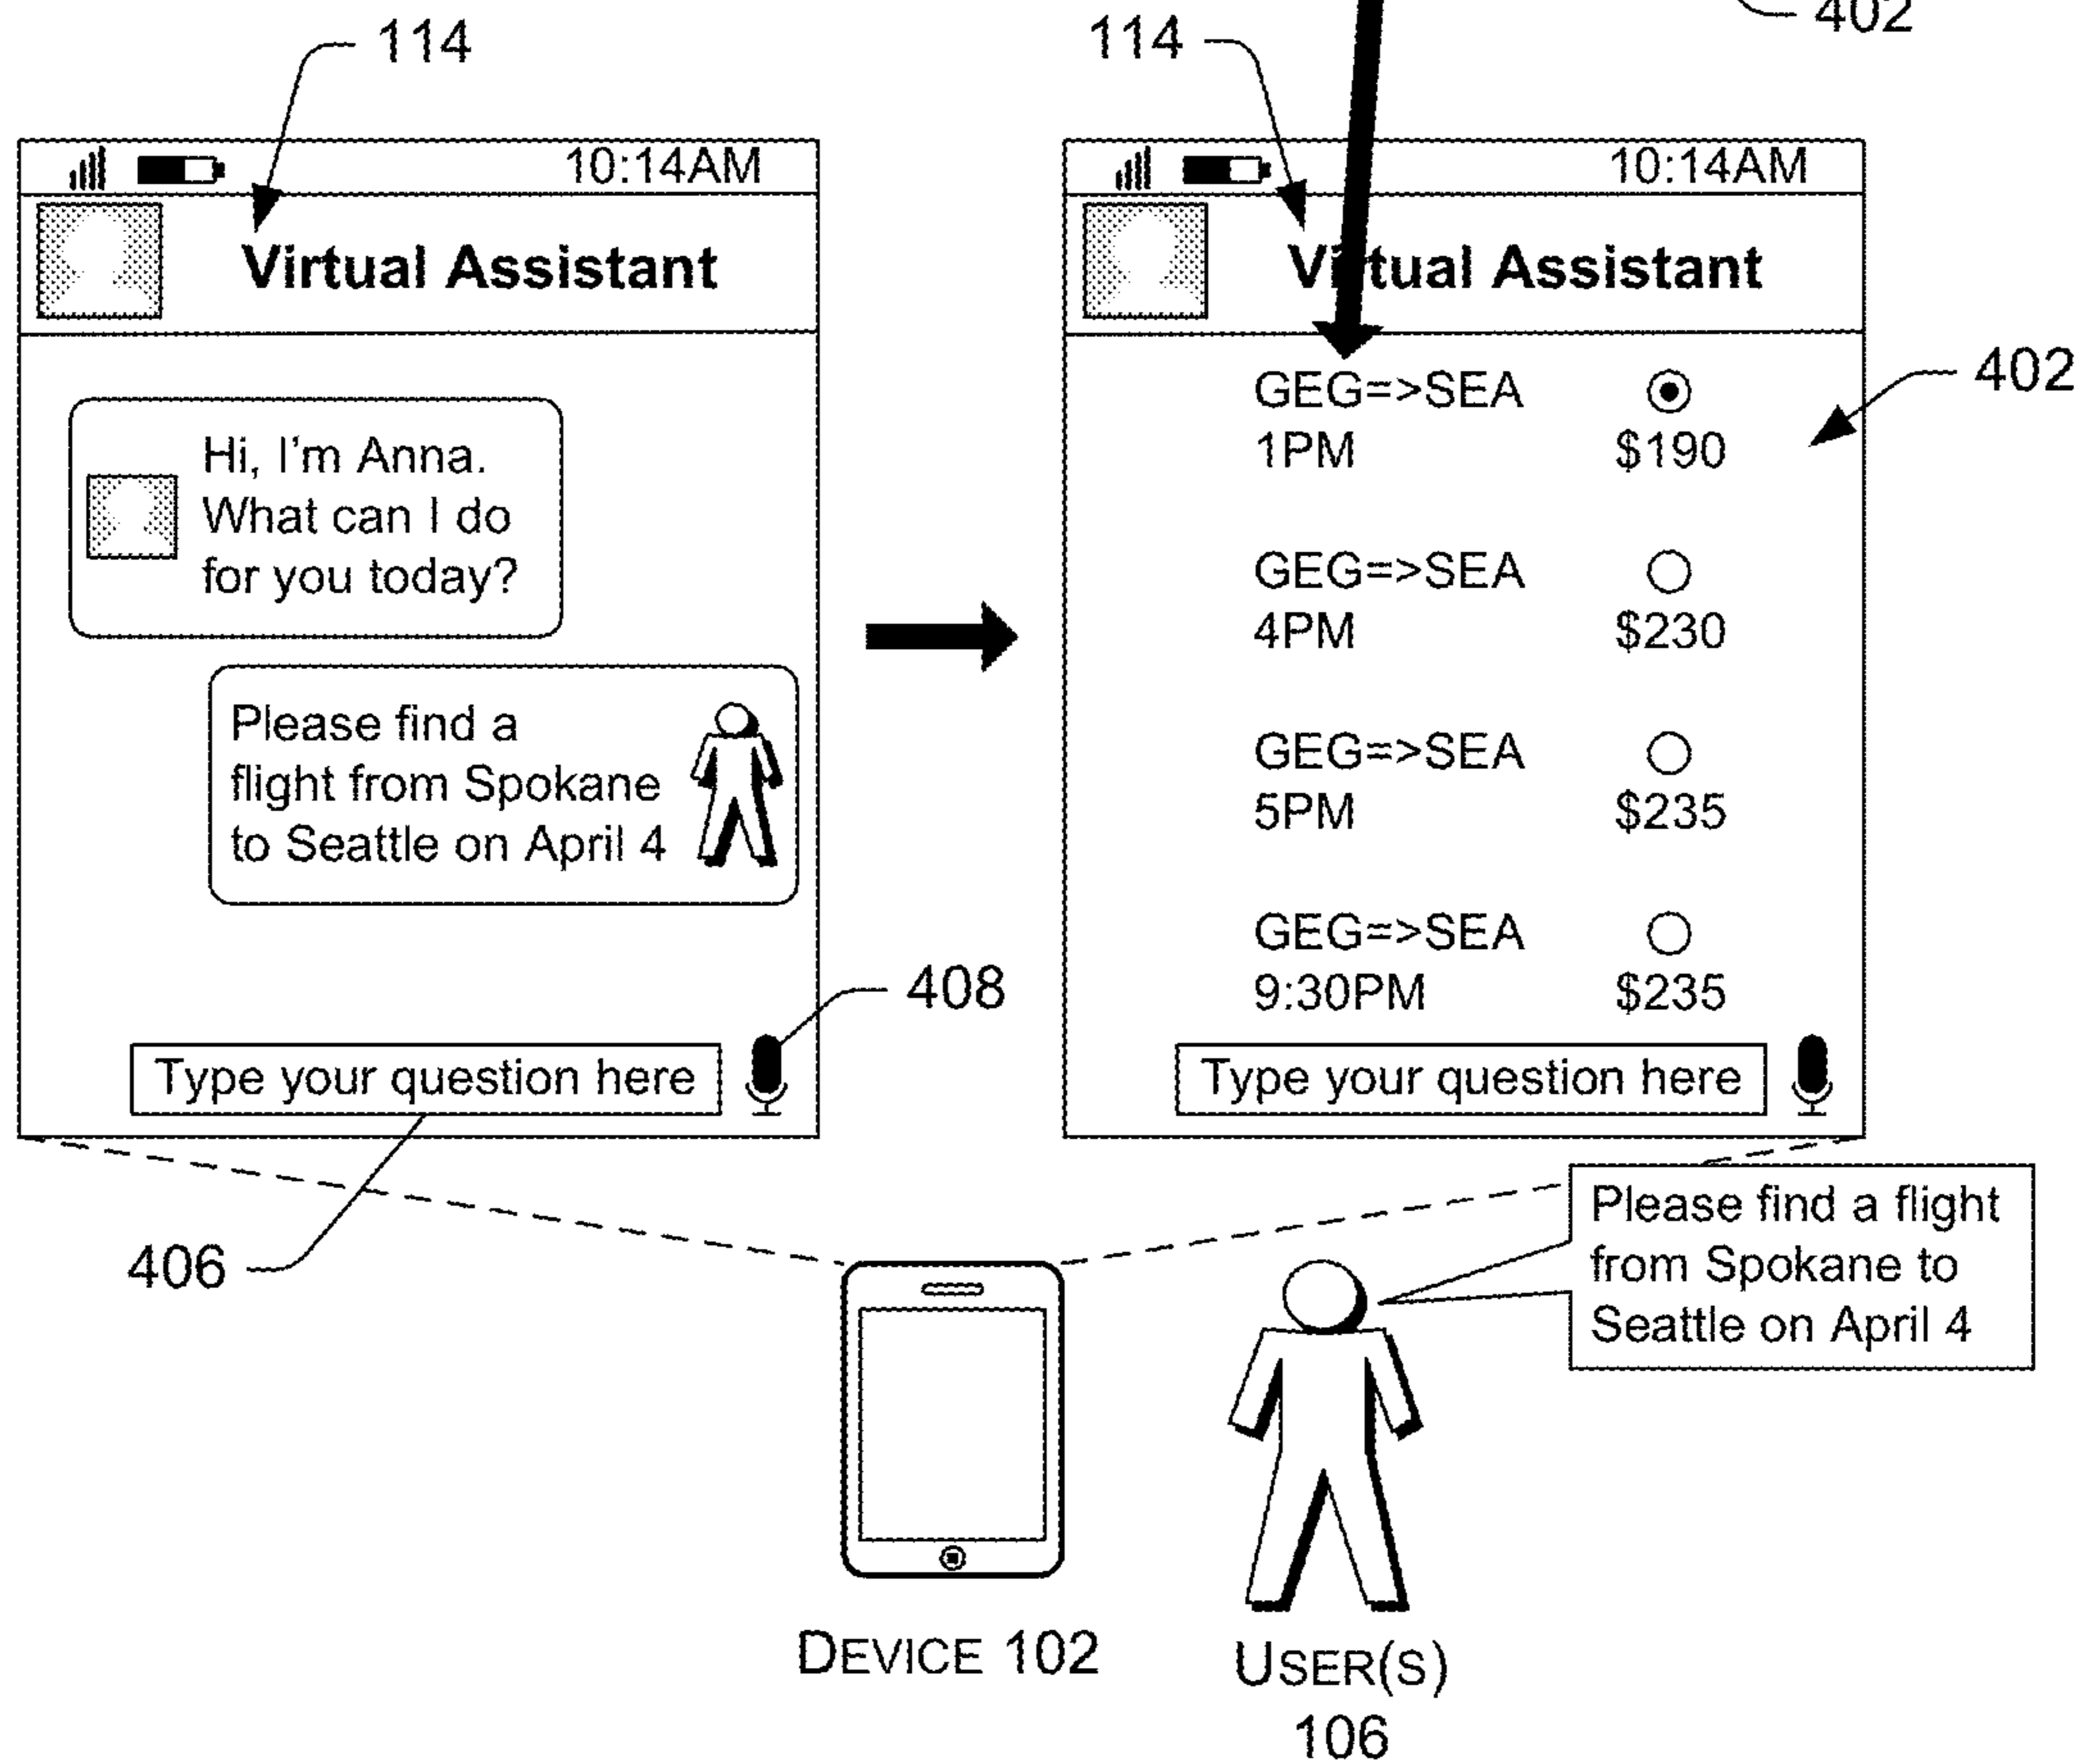 402
114
114
10:14AM
Virtual Assistant
Hi, I'm Anna.
What can I do
for you today?
Please find a
flight from Spokane
to Seattle on April 4
408
Type your question here
406
10:14AM
Virtual Assistant
402
GEG=>SEA
1PM $190
GEG=>SEA
4PM $230
GEG=>SEA
5PM $235
GEG=>SEA
9:30PM $235
Type your question here
Please find a flight
from Spokane to
Seattle on April 4
DEVICE 102
USER(S)
106